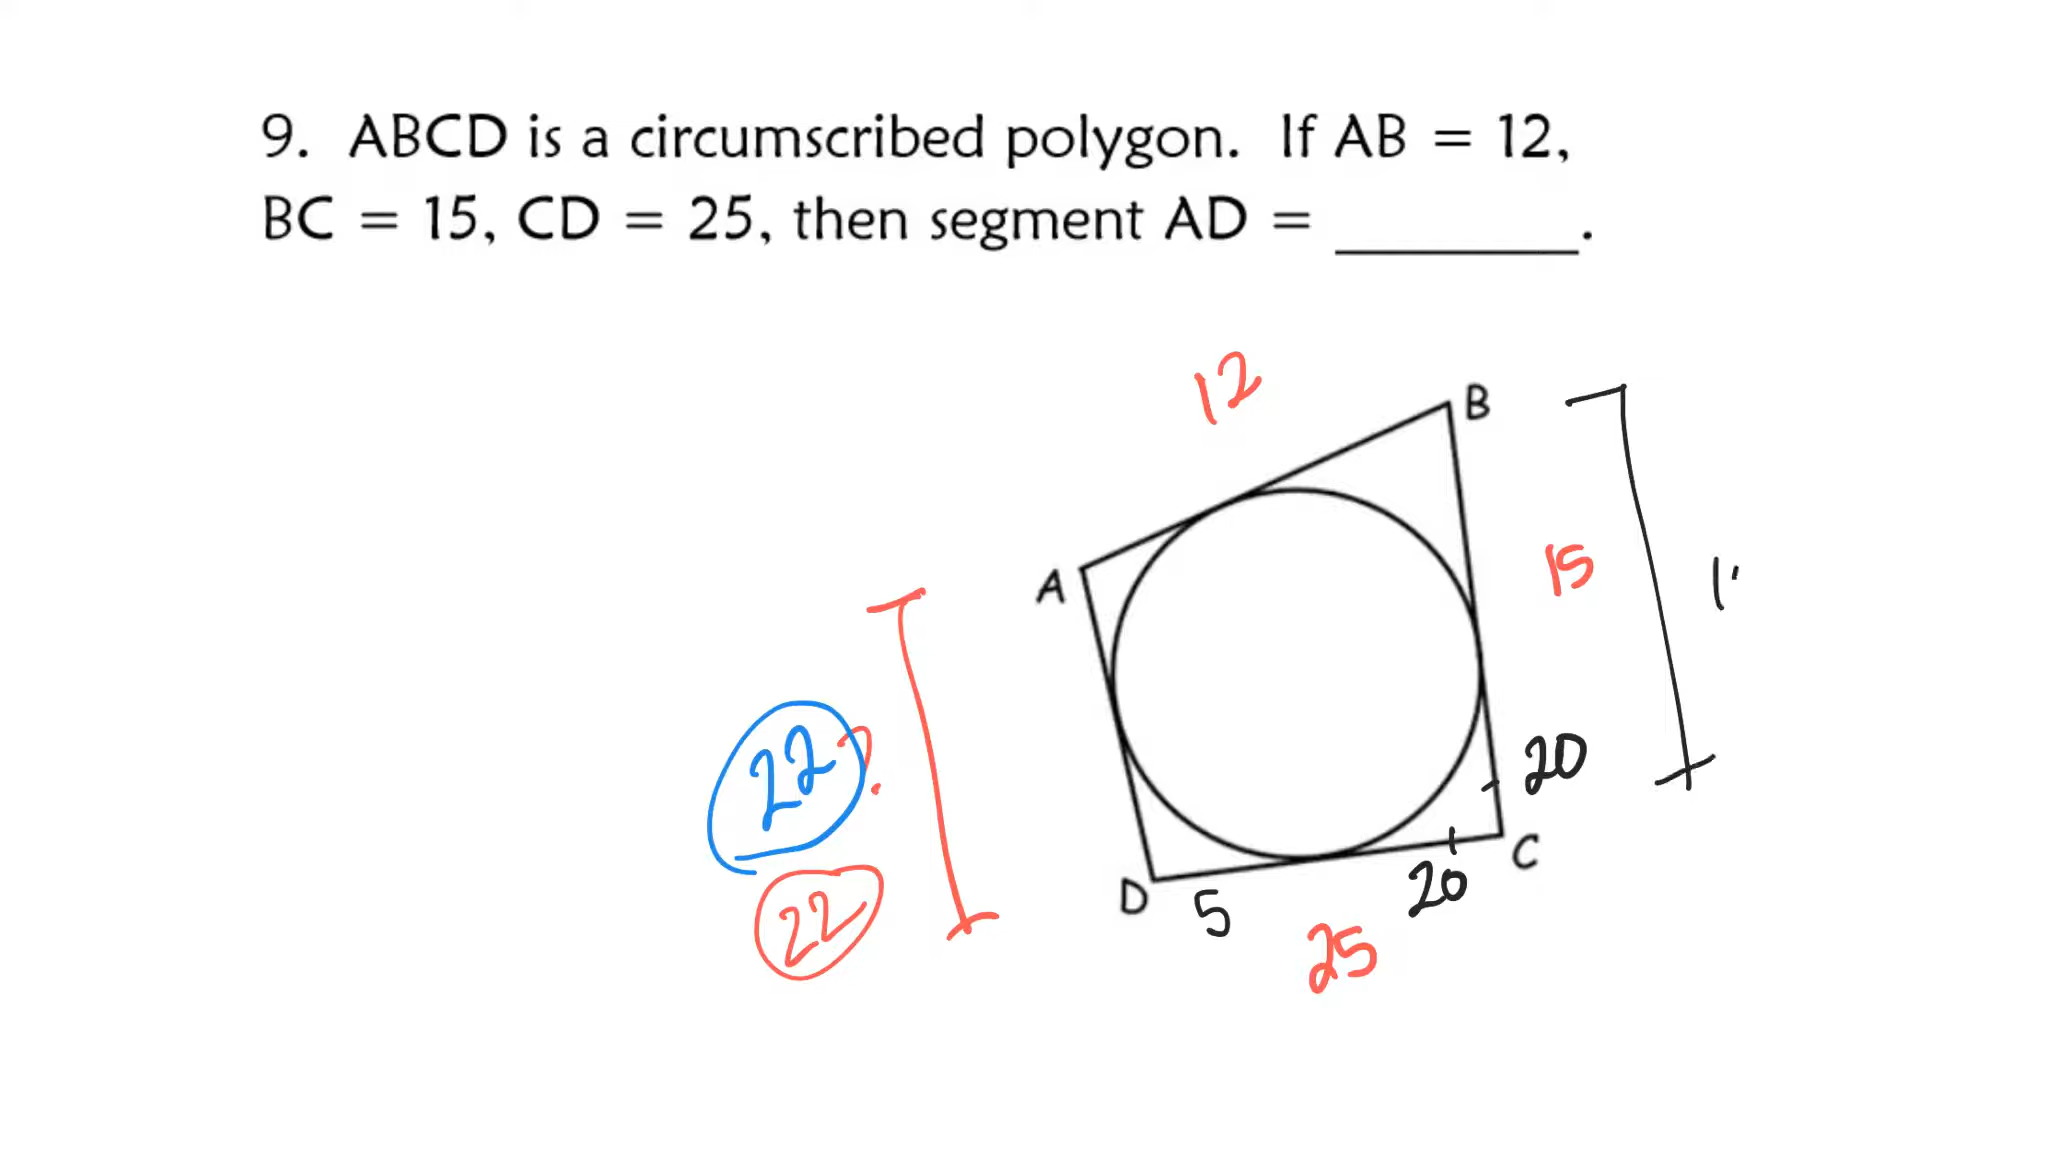 9. ABCD is a circumscribed polygon. If AB = 12,
BC = 15, CD = 25, then segment AD = ________.
12
B
A
15
22
?
20
22
D
5
20
C
25